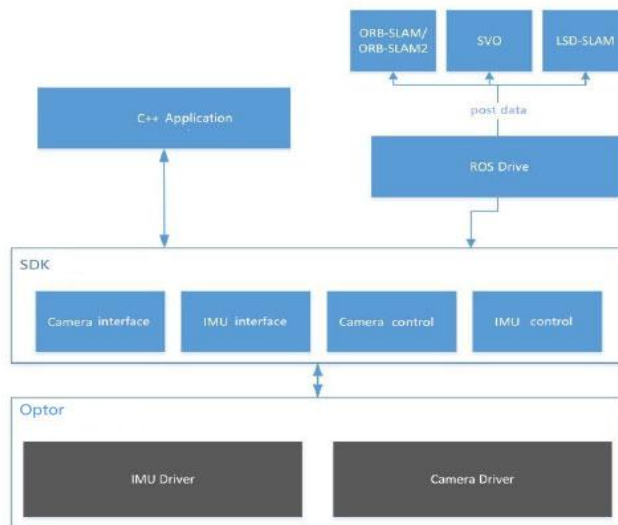 ORB-SLAM/
ORB-SLAM2
SVO
LSD-SLAM
post data
C++ Application
ROS Drive
SDK
Camera interface
IMU interface
Camera control
IMU control
Optor
IMU Driver
Camera Driver